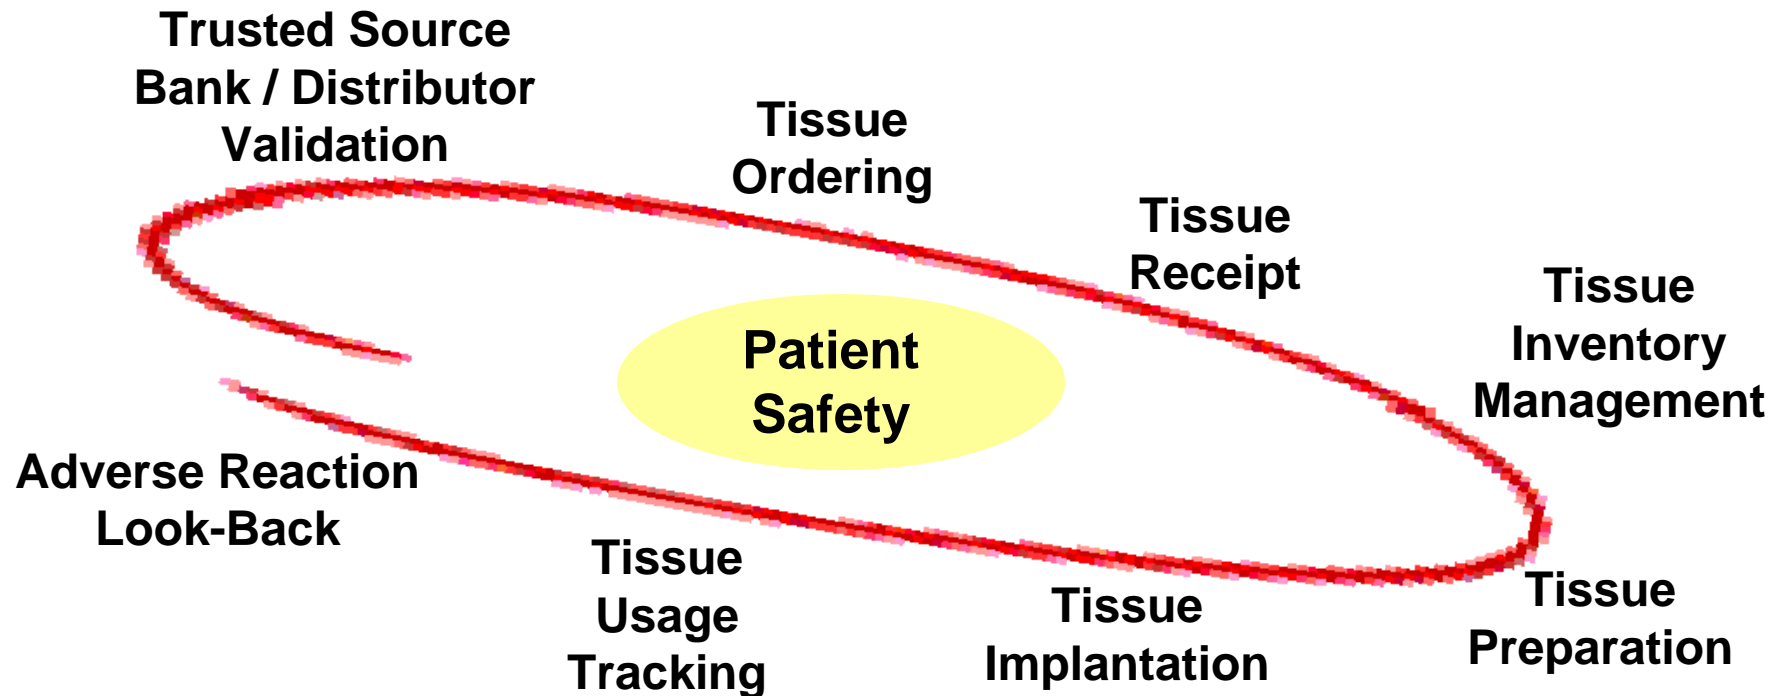 Trusted Source
Bank / Distributor
Validation
Tissue
Ordering
Tissue
Receipt
Tissue
Inventory
Management
Patient
Safety
Adverse Reaction
Look-Back
Tissue
Usage
Tracking
Tissue
Implantation
Tissue
Preparation